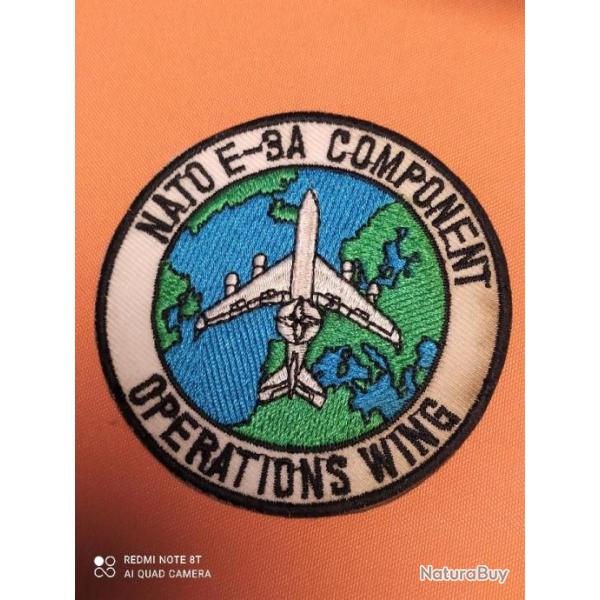 NATO E-3A COMPONENT
OPERATIONS WING
REDMI NOTE 8T
AI QUAD CAMERA
NaturaBuy